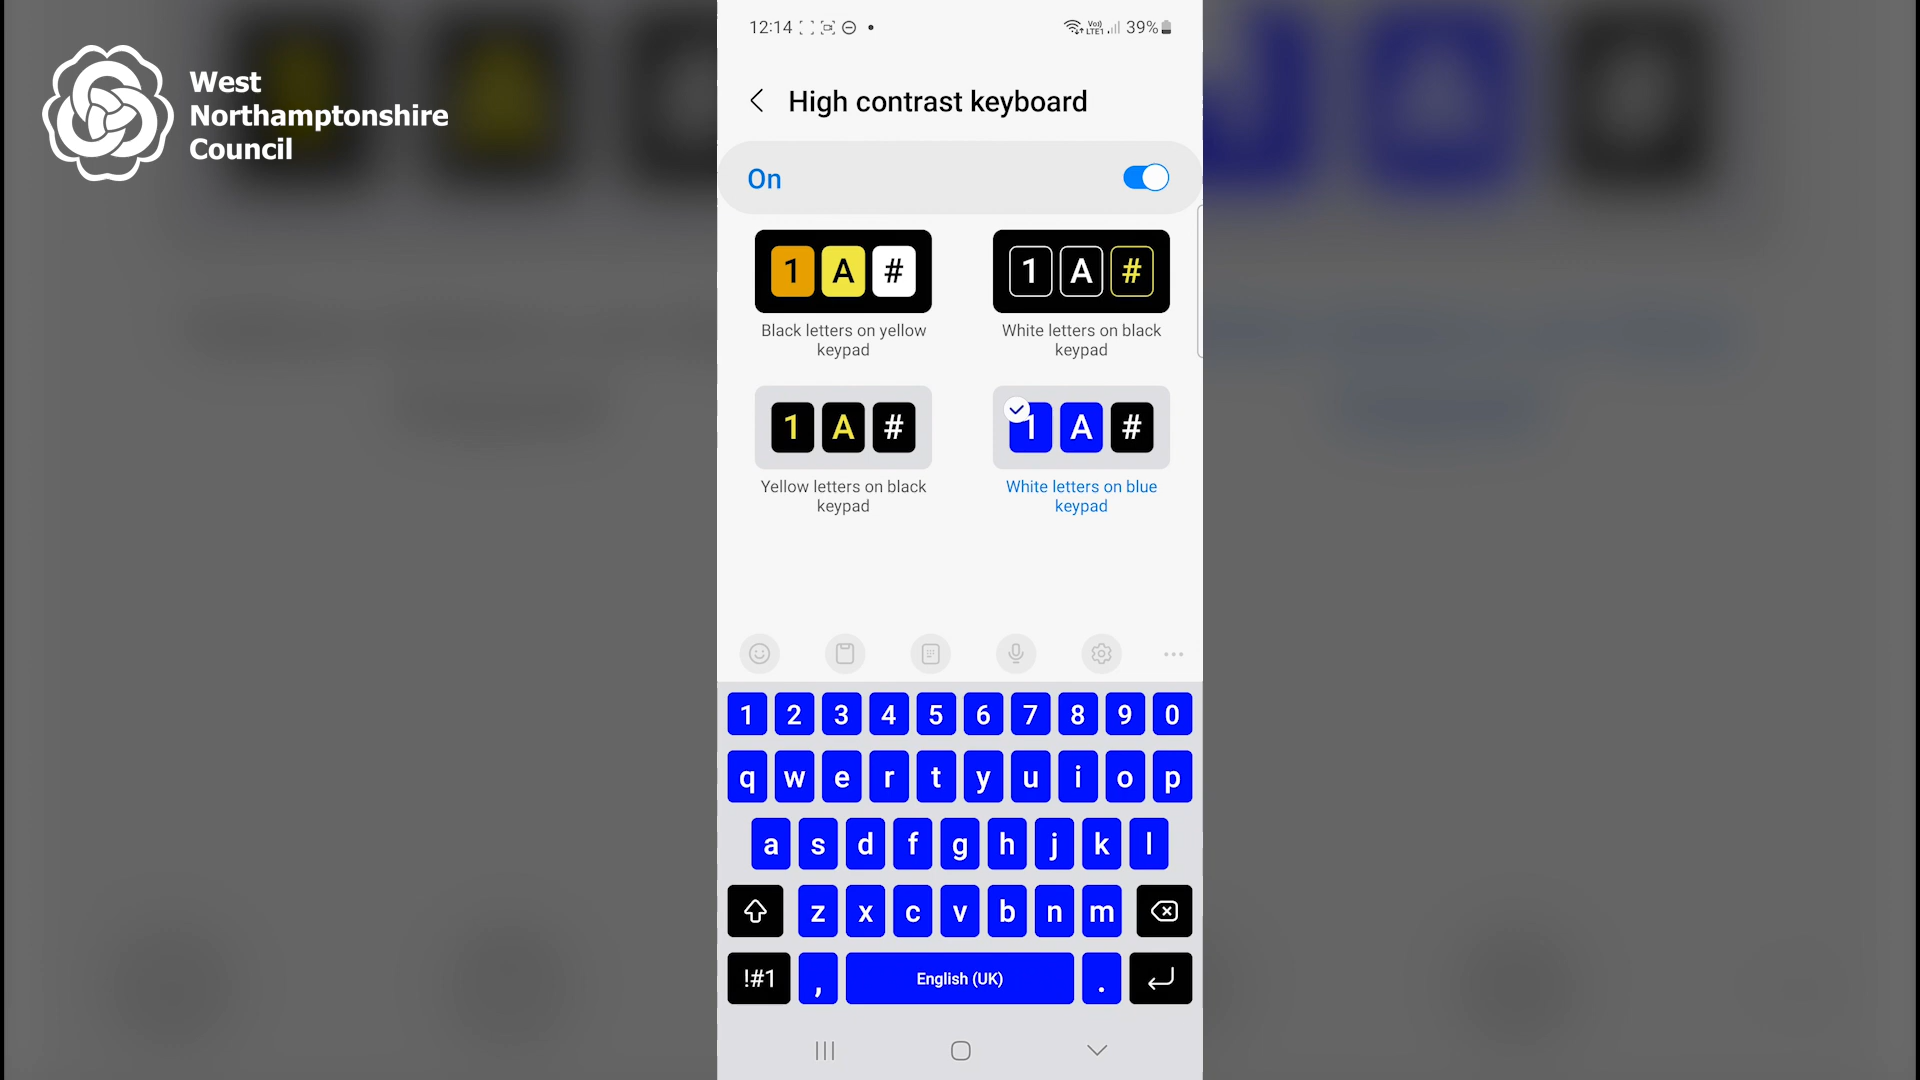 West
Northamptonshire
Council
12:14
Vo))
LTE1
39%
High contrast keyboard
On
1 A #
Black letters on yellow
keypad
1 A #
White letters on black
keypad
1 A #
Yellow letters on black
keypad
1 A #
White letters on blue
keypad
1 2 3 4 5 6 7 8 9 0
q w e r t y u i o p
a s d f g h j k l
z x c v b n m
!#1 , English (UK) .